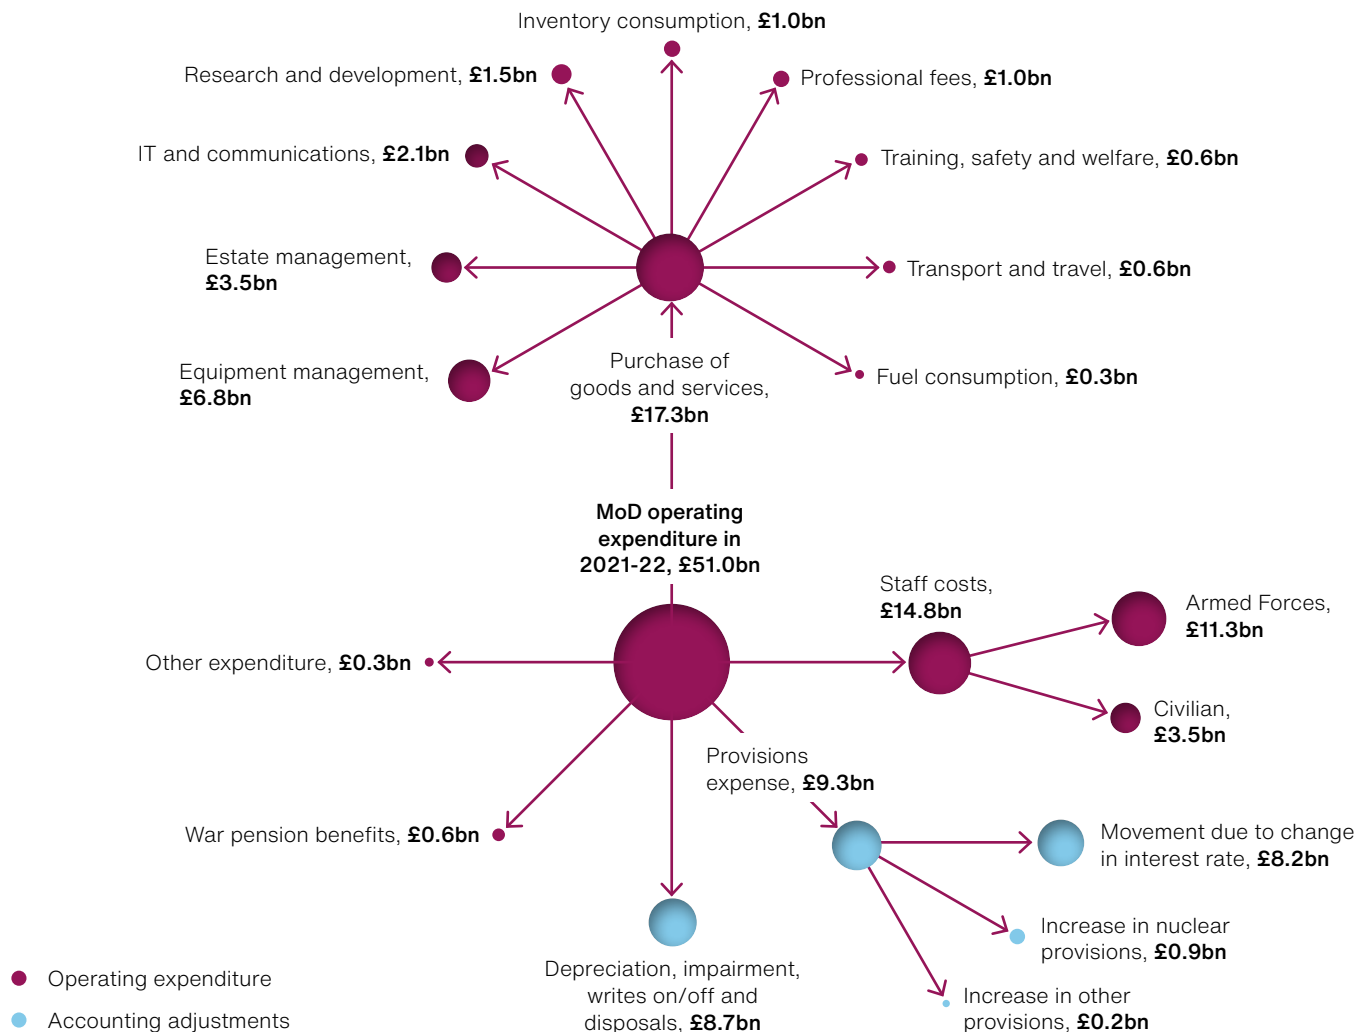 Inventory consumption, £1.0bn
Research and development, £1.5bn
Professional fees, £1.0bn
IT and communications, £2.1bn
Training, safety and welfare, £0.6bn
Estate management,
£3.5bn
Transport and travel, £0.6bn
Equipment management,
£6.8bn
Purchase of
goods and services,
£17.3bn
Fuel consumption, £0.3bn
MoD operating
expenditure in
2021-22, £51.0bn
Staff costs,
£14.8bn
Armed Forces,
£11.3bn
Other expenditure, £0.3bn
Civilian,
£3.5bn
Provisions
expense, £9.3bn
War pension benefits, £0.6bn
Movement due to change
in interest rate, £8.2bn
Increase in nuclear
provisions, £0.9bn
Depreciation, impairment,
writes on/off and
disposals, £8.7bn
Increase in other
provisions, £0.2bn
Operating expenditure
Accounting adjustments